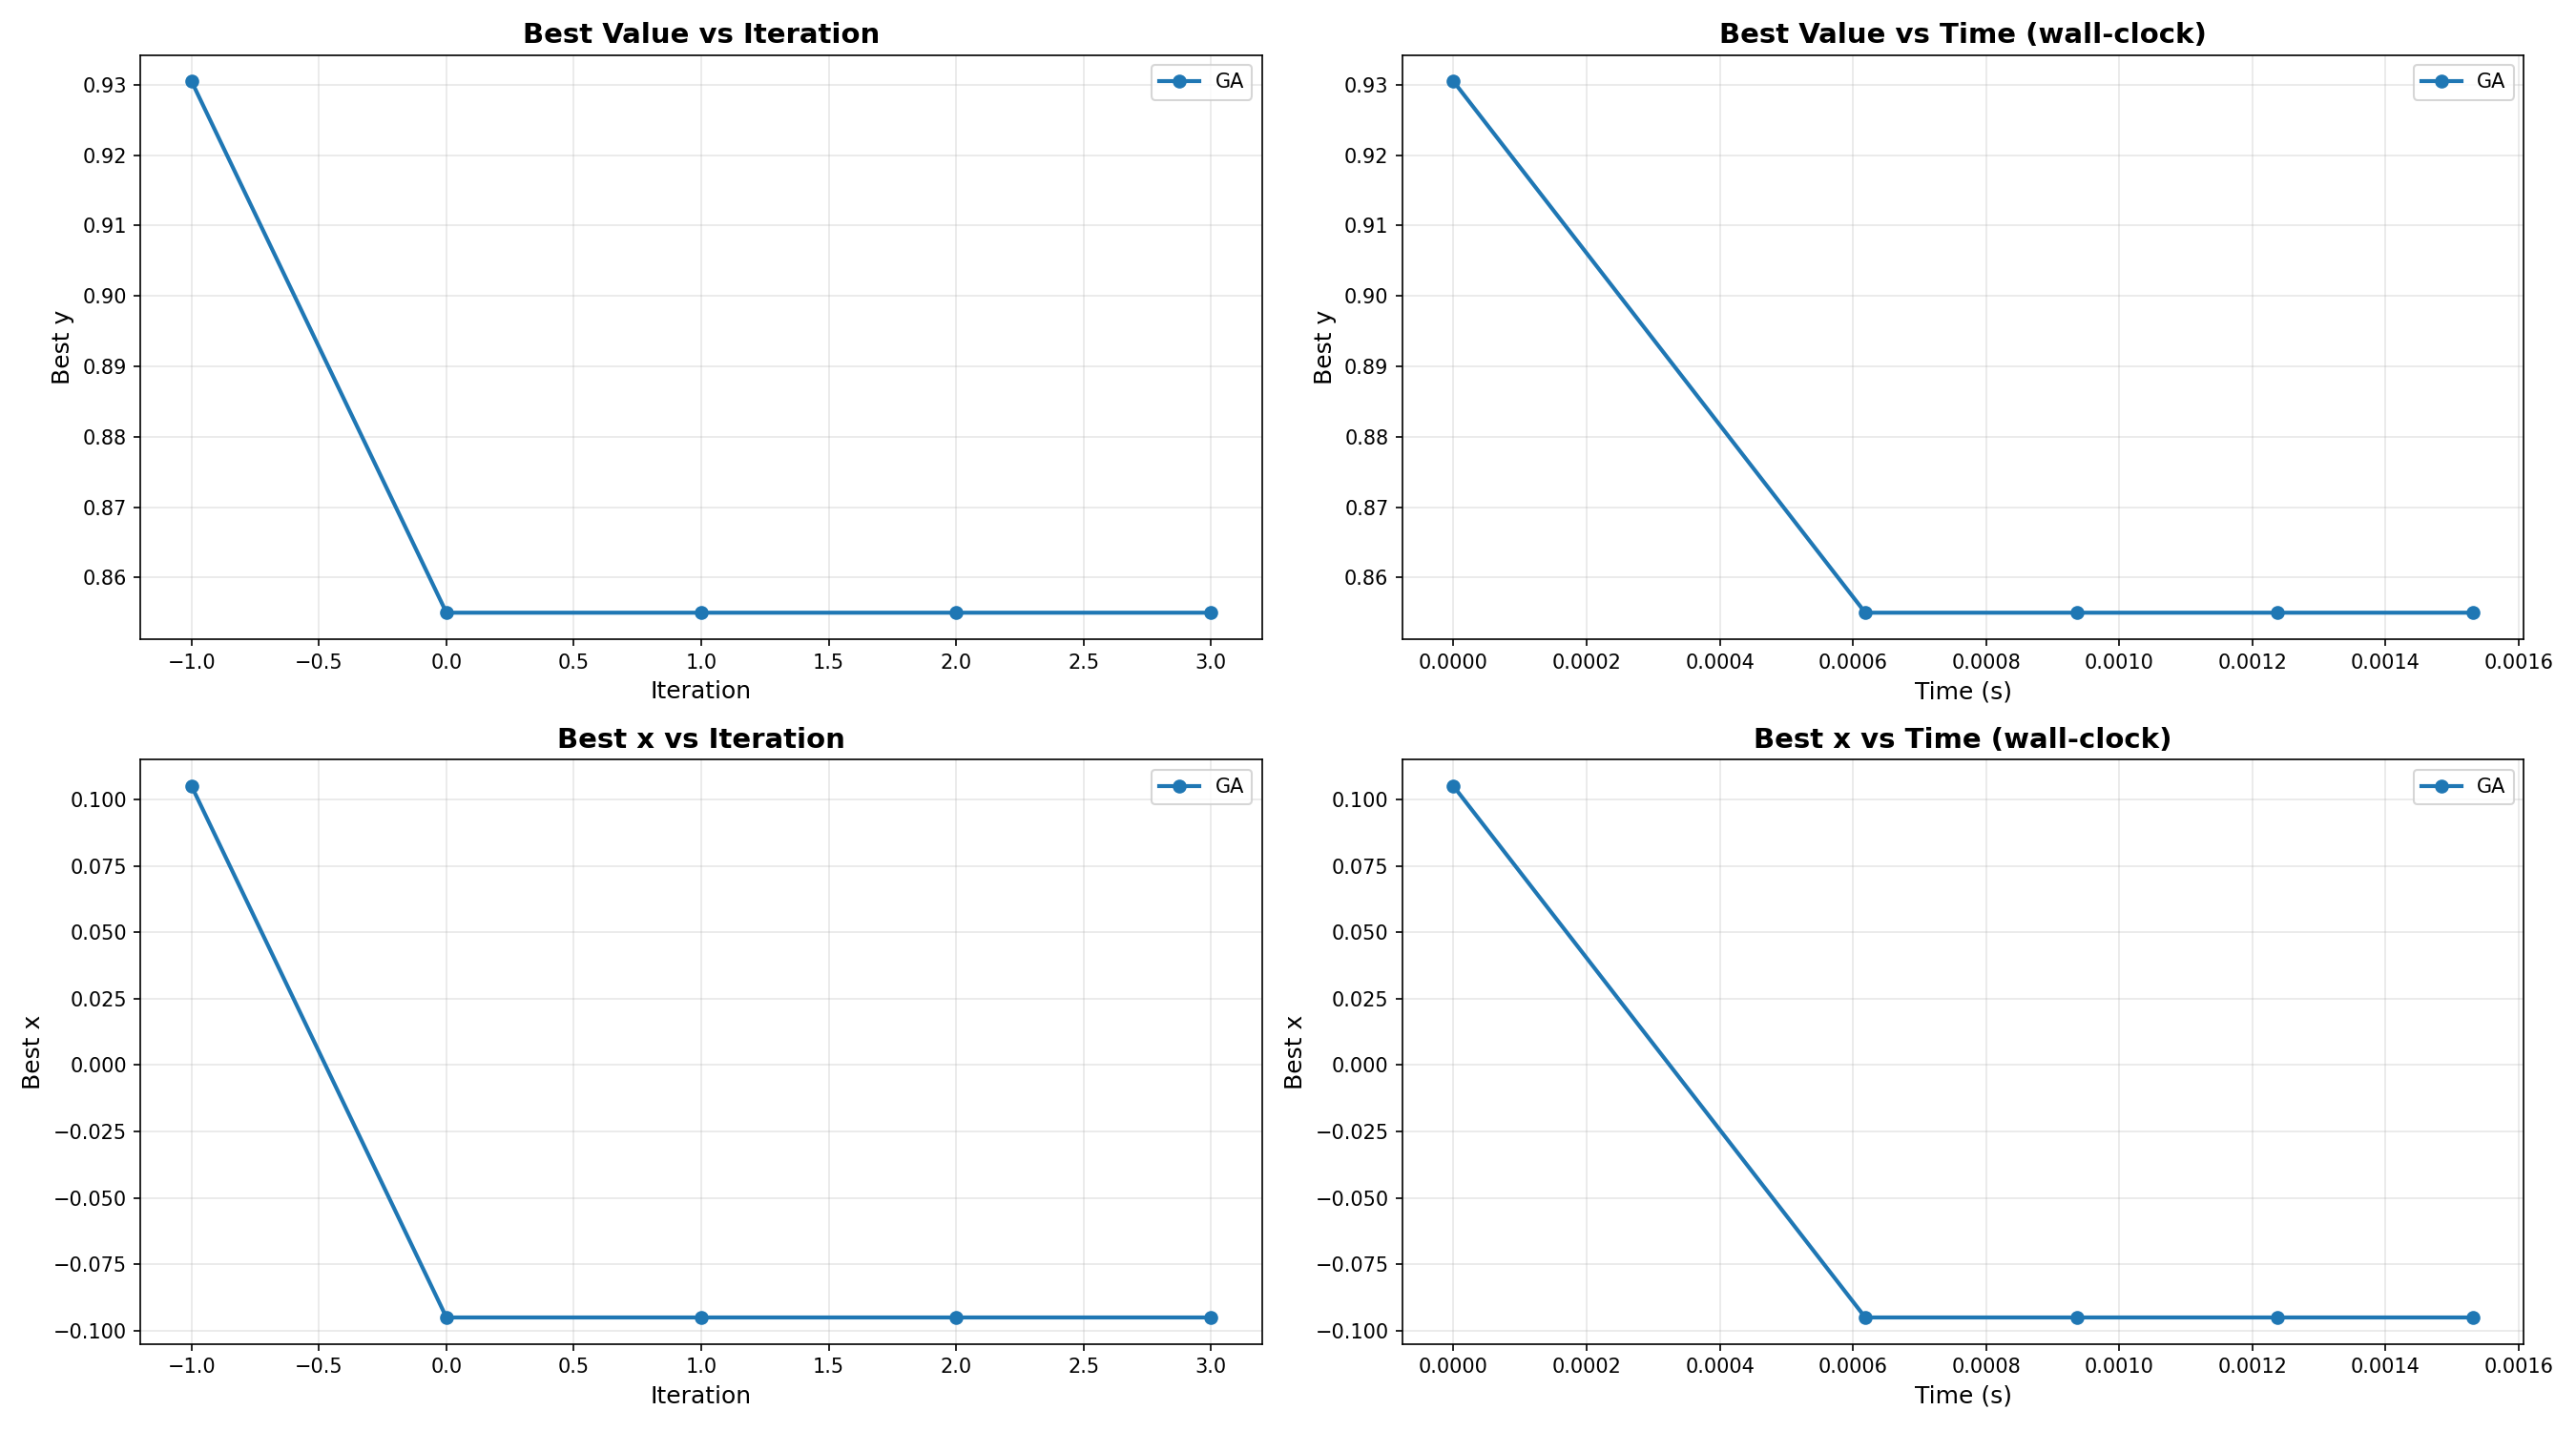 Best Value vs Iteration
GA
0.93
0.92
0.91
0.90
0.89
0.88
0.87
0.86
Best y
−1.0 −0.5 0.0 0.5 1.0 1.5 2.0 2.5 3.0
Iteration
Best Value vs Time (wall-clock)
GA
0.93
0.92
0.91
0.90
0.89
0.88
0.87
0.86
Best y
0.0000 0.0002 0.0004 0.0006 0.0008 0.0010 0.0012 0.0014 0.0016
Time (s)
Best x vs Iteration
GA
0.100
0.075
0.050
0.025
0.000
−0.025
−0.050
−0.075
−0.100
Best x
−1.0 −0.5 0.0 0.5 1.0 1.5 2.0 2.5 3.0
Iteration
Best x vs Time (wall-clock)
GA
0.100
0.075
0.050
0.025
0.000
−0.025
−0.050
−0.075
−0.100
Best x
0.0000 0.0002 0.0004 0.0006 0.0008 0.0010 0.0012 0.0014 0.0016
Time (s)